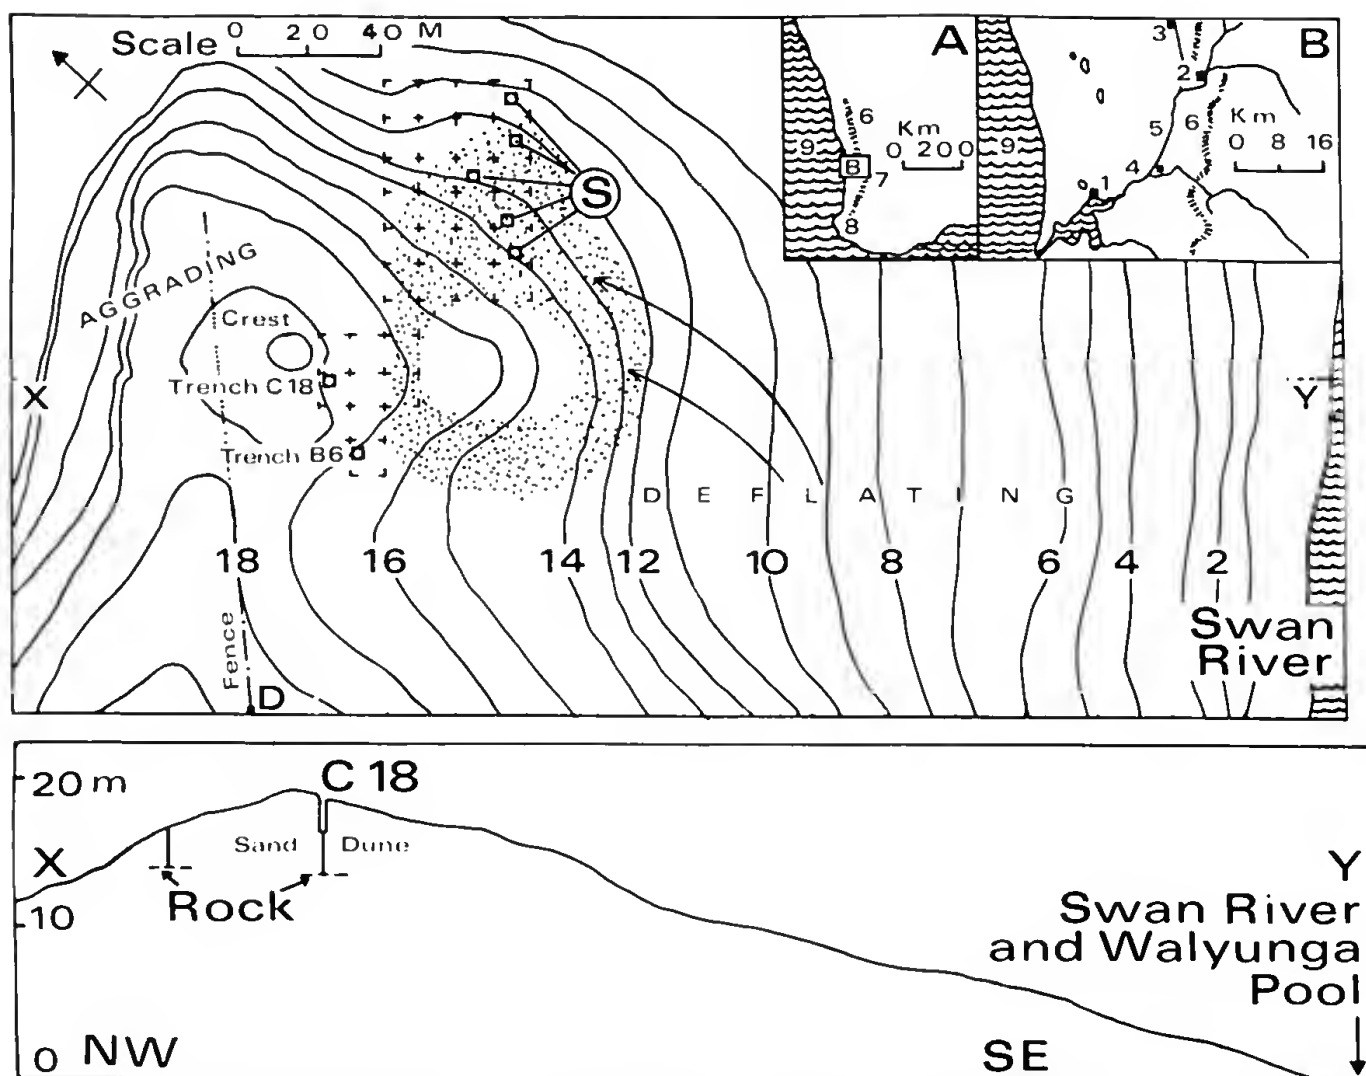 Scale 0 20 40 M
A
6
Km
0 200
9
8
7
8
B
3
2
Km
0 8 16
5
6
9
4
1
S
AGGRADING
Crest
Trench C18
X
Y
Trench B6
DEFLATING
18 16 14 12 10 8 6 4 2
Fence
D
Swan
River
20 m
C 18
Sand Dune
X
Rock
10
0 NW
SE
Y
Swan River
and Walyunga
Pool